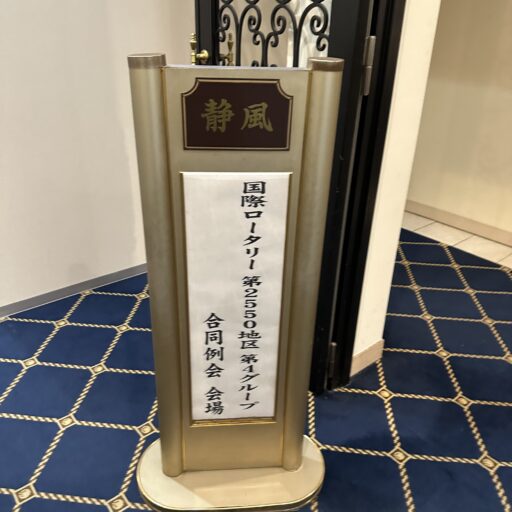 静風
国際ロータリー 第2550地区 第4グループ
合同例会 会場